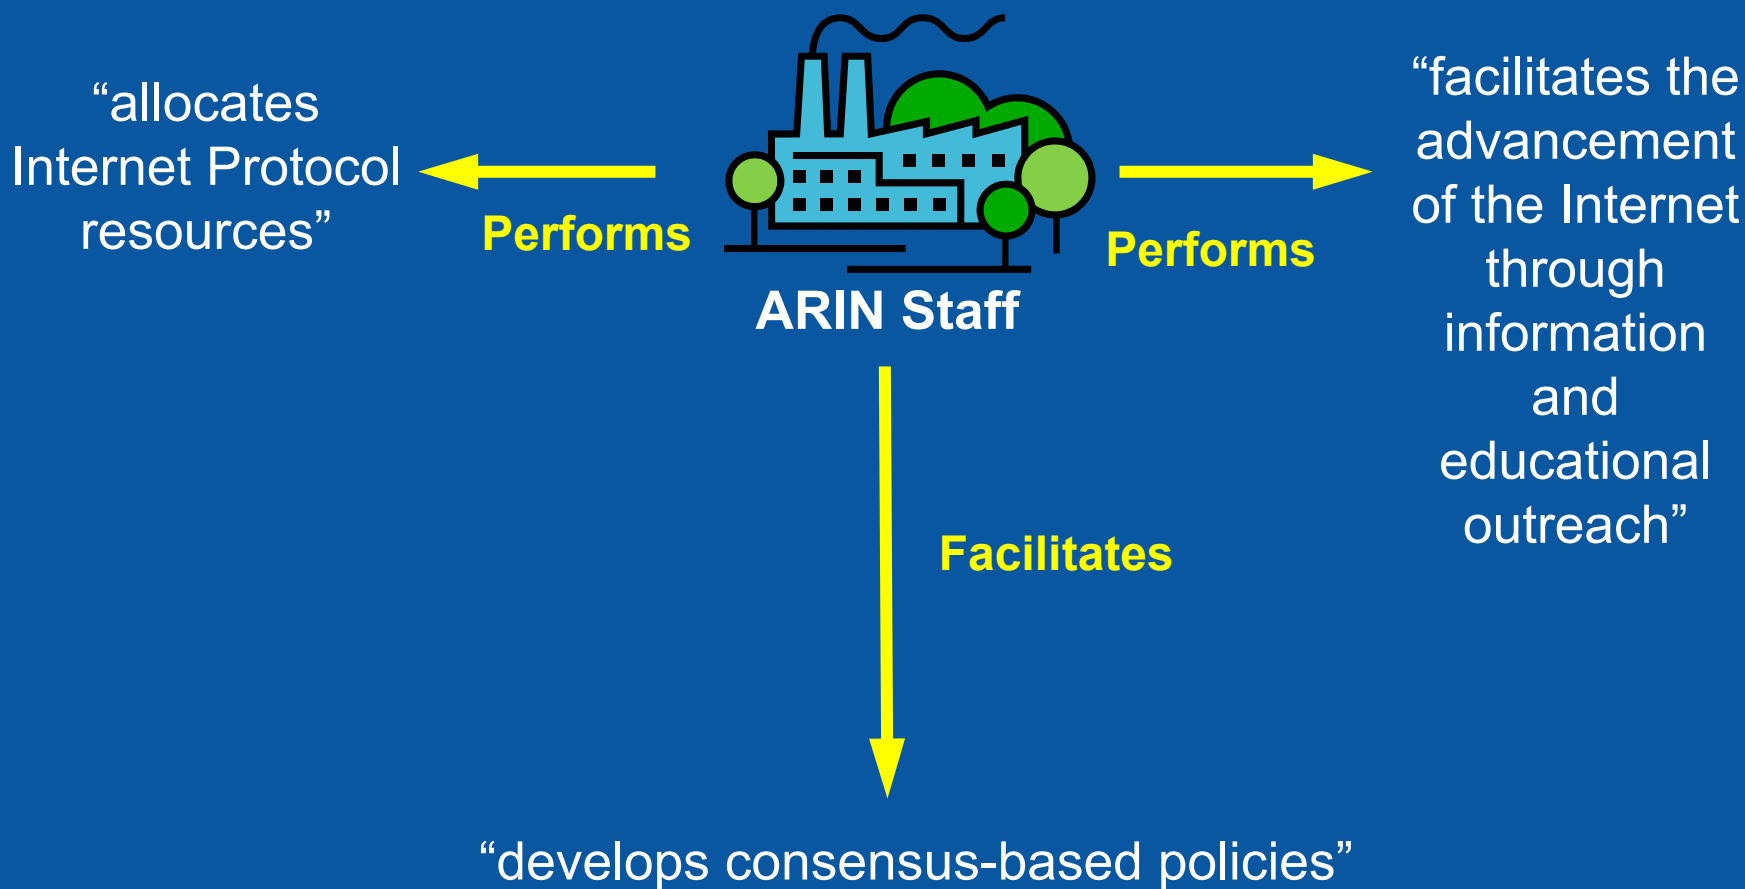 “allocates
Internet Protocol
resources”
Performs
ARIN Staff
Performs
“facilitates the
advancement
of the Internet
through
information
and
educational
outreach”
Facilitates
“develops consensus-based policies”